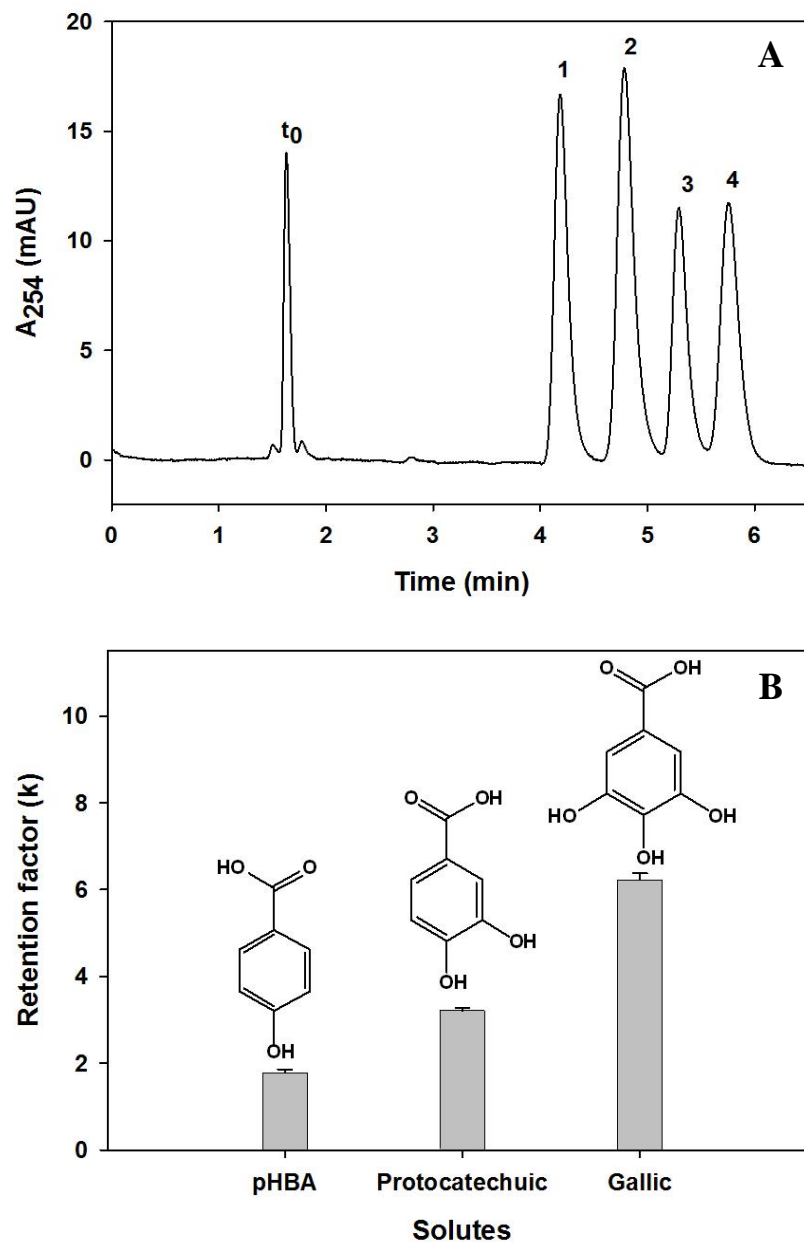 A
20
15
10
5
0
A254 (mAU)
t0
1
2
3
4
0 1 2 3 4 5 6
Time (min)
B
10
8
6
4
2
0
Retention factor (k)
HO O
OH
O OH
OH
OH
O OH
HO OH
OH
pHBA Protocatechuic Gallic
Solutes